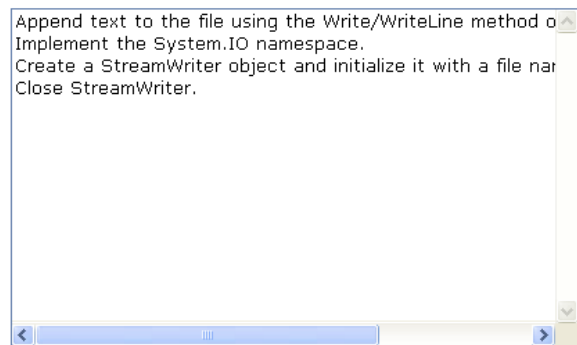 Append text to the file using the Write/WriteLine method
Implement the System.IO namespace.
Create a StreamWriter object and initialize it with a file
Close StreamWriter.